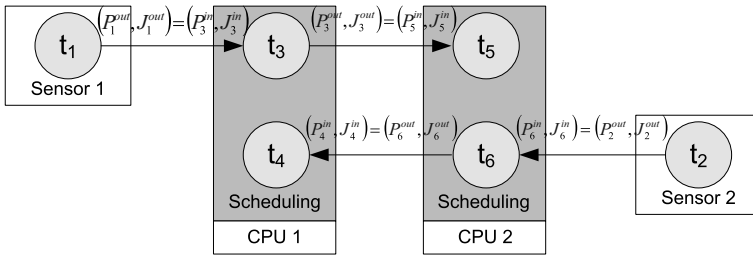 (P₁ᵒᵘᵗ, J₁ᵒᵘᵗ) = (P₃ⁱⁿ, J₃ⁱⁿ)
(P₃ᵒᵘᵗ, J₃ᵒᵘᵗ) = (P₅ⁱⁿ, J₅ⁱⁿ)
t₁
t₃
t₅
Sensor 1
(P₄ⁱⁿ, J₄ⁱⁿ) = (P₆ᵒᵘᵗ, J₆ᵒᵘᵗ)
(P₆ⁱⁿ, J₆ⁱⁿ) = (P₂ᵒᵘᵗ, J₂ᵒᵘᵗ)
t₄
t₆
t₂
Scheduling
Scheduling
Sensor 2
CPU 1
CPU 2